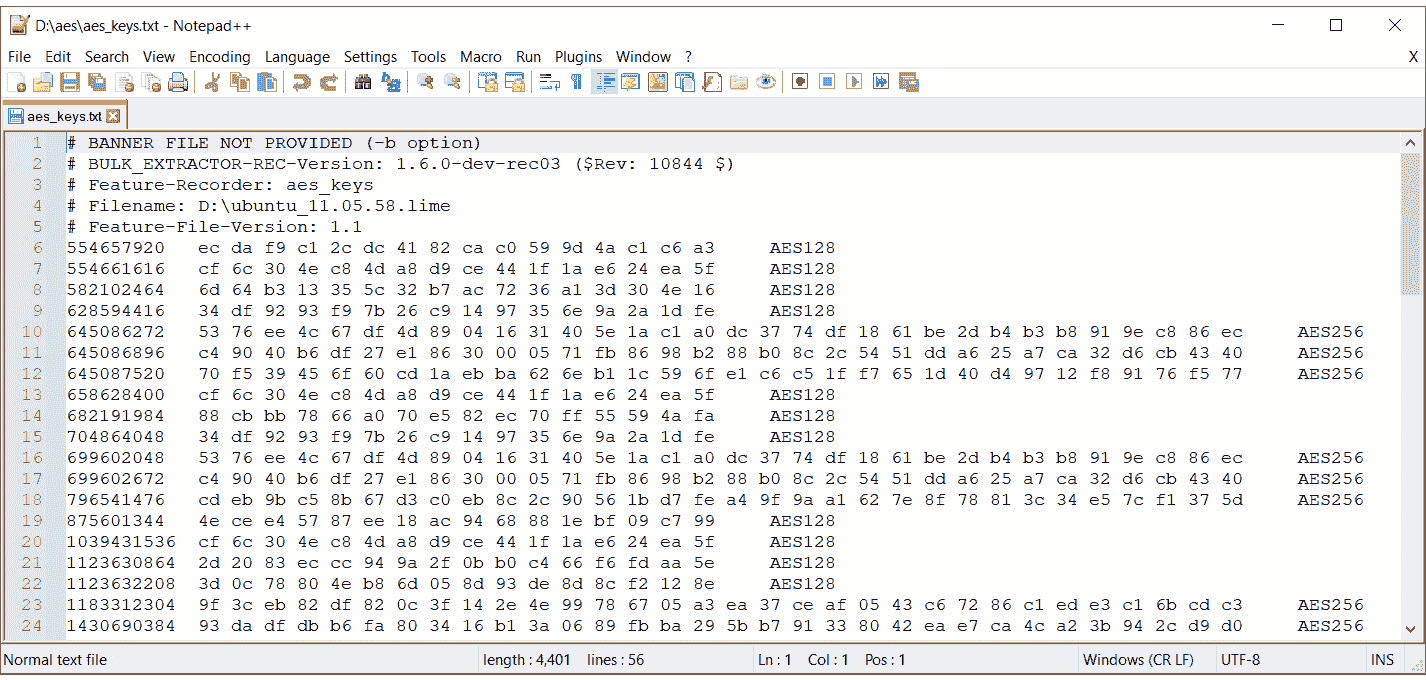 D:\aes\aes_keys.txt - Notepad++
File Edit Search View Encoding Language Settings Tools Macro Run Plugins Window ? X
aes_keys.txt
1 # BANNER FILE NOT PROVIDED (-b option)
2 # BULK_EXTRACTOR-REC-Version: 1.6.0-dev-rec03 ($Rev: 10844 $)
3 # Feature-Recorder: aes_keys
4 # Filename: D:\ubuntu_11.05.58.lime
5 # Feature-File-Version: 1.1
6 554657920 ec da f9 c1 2c dc 41 82 ca c0 59 9d 4a c1 c6 a3 AES128
7 554661616 cf 6c 30 4e c8 4d a8 d9 ce 44 1f 1a e6 24 ea 5f AES128
8 582102464 6d 64 b3 13 35 5c 32 b7 ac 72 36 a1 3d 30 4e 16 AES128
9 628594416 34 df 92 93 f9 7b 26 c9 14 97 35 6e 9a 2a 1d fe AES128
10 645086272 53 76 ee 4c 67 df 4d 89 04 16 31 40 5e 1a c1 a0 dc 37 74 df 18 61 be 2d b4 b3 b8 91 9e c8 86 ec AES256
11 645086896 c4 90 40 b6 df 27 e1 86 30 00 05 71 fb 86 98 b2 88 b0 8c 2c 54 51 dd a6 25 a7 ca 32 d6 cb 43 40 AES256
12 645087520 70 f5 39 45 6f 60 cd 1a eb ba 62 6e b1 1c 59 6f e1 c6 c5 1f f7 65 1d 40 d4 97 12 f8 91 76 f5 77 AES256
13 658628400 cf 6c 30 4e c8 4d a8 d9 ce 44 1f 1a e6 24 ea 5f AES128
14 682191984 88 cb bb 78 66 a0 70 e5 82 ec 70 ff 55 59 4a fa AES128
15 704864048 34 df 92 93 f9 7b 26 c9 14 97 35 6e 9a 2a 1d fe AES128
16 699602048 53 76 ee 4c 67 df 4d 89 04 16 31 40 5e 1a c1 a0 dc 37 74 df 18 61 be 2d b4 b3 b8 91 9e c8 86 ec AES256
17 699602672 c4 90 40 b6 df 27 e1 86 30 00 05 71 fb 86 98 b2 88 b0 8c 2c 54 51 dd a6 25 a7 ca 32 d6 cb 43 40 AES256
18 796541476 cd eb 9b c5 8b 67 d3 c0 eb 8c 2c 90 56 1b d7 fe a4 9f 9a a1 62 7e 8f 78 81 3c 34 e5 7c f1 37 5d AES256
19 875601344 4e ce e4 57 87 ee 18 ac 94 68 88 1e bf 09 c7 99 AES128
20 1039431536 cf 6c 30 4e c8 4d a8 d9 ce 44 1f 1a e6 24 ea 5f AES128
21 1123630864 2d 20 83 ec cc 94 9a 2f 0b b0 c4 66 f6 fd aa 5e AES128
22 1123632208 3d 0c 78 80 4e b8 6d 05 8d 93 de 8d 8c f2 12 8e AES128
23 1183312304 9f 3c eb 82 df 82 0c 3f 14 2e 4e 99 78 67 05 a3 ea 37 ce af 05 43 c6 72 86 c1 ed e3 c1 6b cd c3 AES256
24 1430690384 93 da df db b6 fa 80 34 16 b1 3a 06 89 fb ba 29 5b b7 91 33 80 42 ea e7 ca 4c a2 3b 94 2c d9 d0 AES256
Normal text file length : 4,401 lines : 56 Ln : 1 Col : 1 Pos : 1 Windows (CR LF) UTF-8 INS